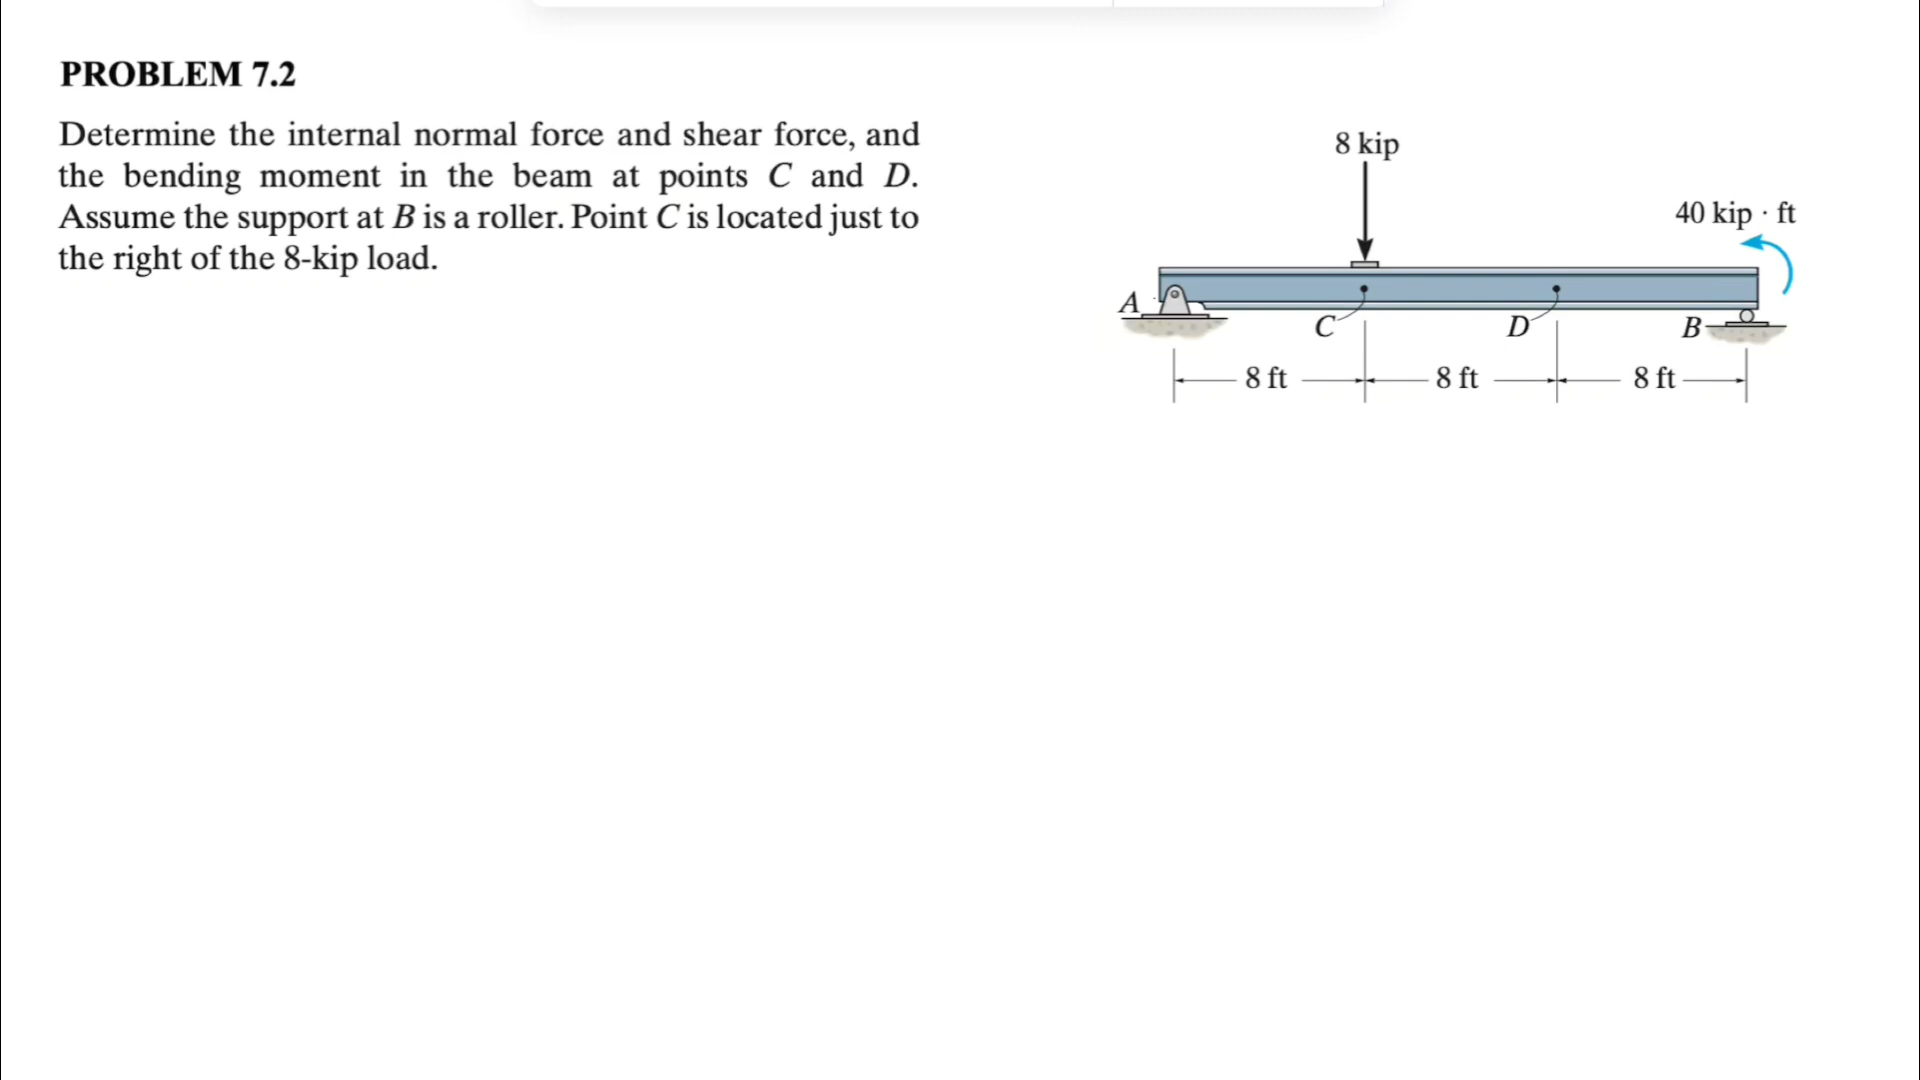 PROBLEM 7.2
Determine the internal normal force and shear force, and
the bending moment in the beam at points C and D.
Assume the support at B is a roller. Point C is located just to
the right of the 8-kip load.
8 kip
40 kip · ft
A
C
D
B
8 ft
8 ft
8 ft